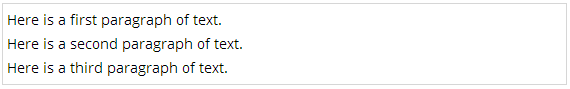 Here is a first paragraph of text.
Here is a second paragraph of text.
Here is a third paragraph of text.